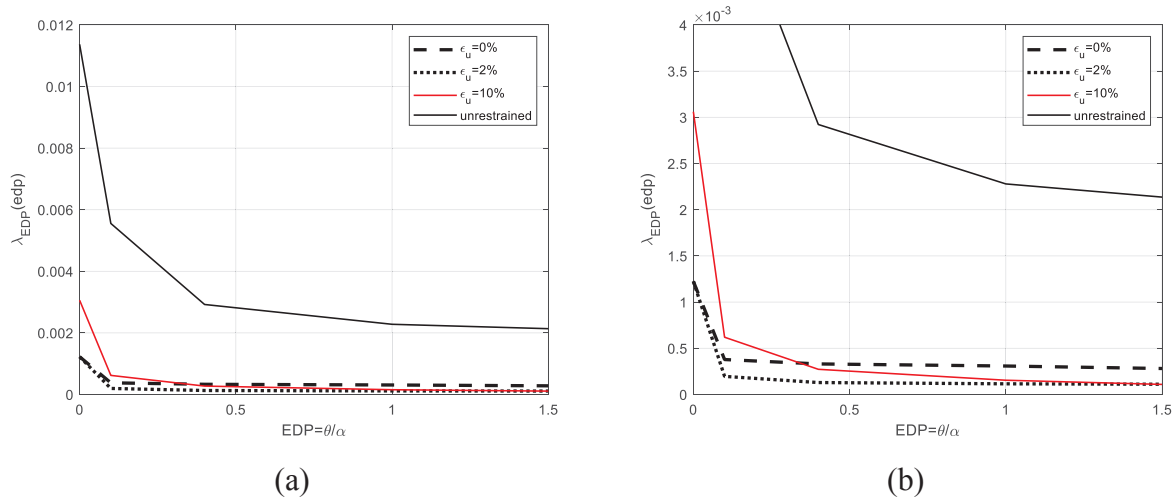 0.012
0.01
0.008
0.006
0.004
0.002
0
λEDP(edp)
0 0.5 1 1.5
EDP=θ/α
ϵu=0%
ϵu=2%
ϵu=10%
unrestrained
(a)
×10-3
4
3.5
3
2.5
2
1.5
1
0.5
0
λEDP(edp)
0 0.5 1 1.5
EDP=θ/α
ϵu=0%
ϵu=2%
ϵu=10%
unrestrained
(b)